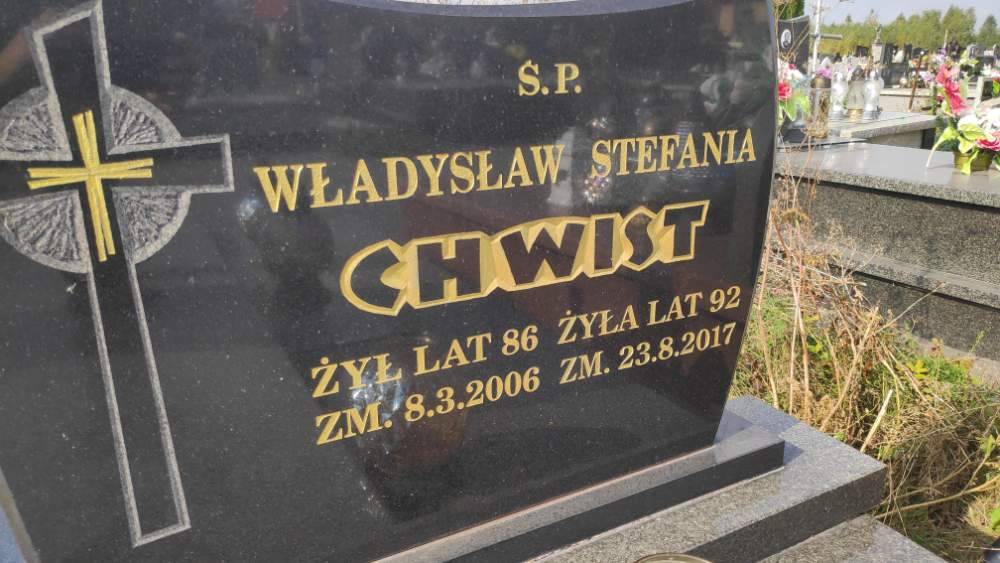 Ś.P.
WŁADYSŁAW STEFANIA
CHWIST
ŻYŁ LAT 86 ŻYŁA LAT 92
ZM. 8.3.2006 ZM. 23.8.2017